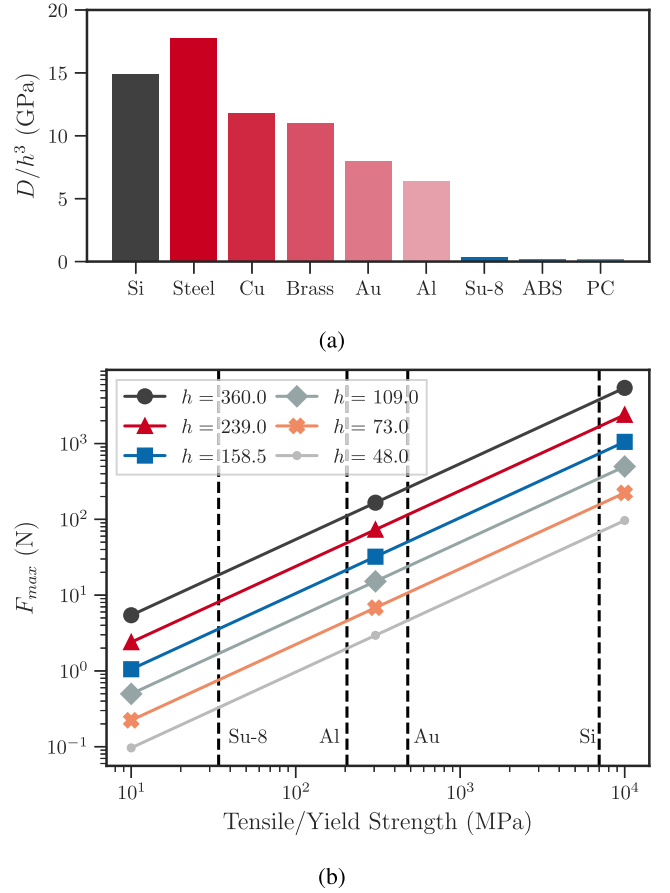 20
15
10
5
0
D/h³ (GPa)
Si Steel Cu Brass Au Al Su-8 ABS PC
(a)
h = 360.0 h = 109.0
h = 239.0 h = 73.0
h = 158.5 h = 48.0
10³
10²
10¹
10⁰
10⁻¹
F_max (N)
Su-8 Al Au Si
10¹ 10² 10³ 10⁴
Tensile/Yield Strength (MPa)
(b)